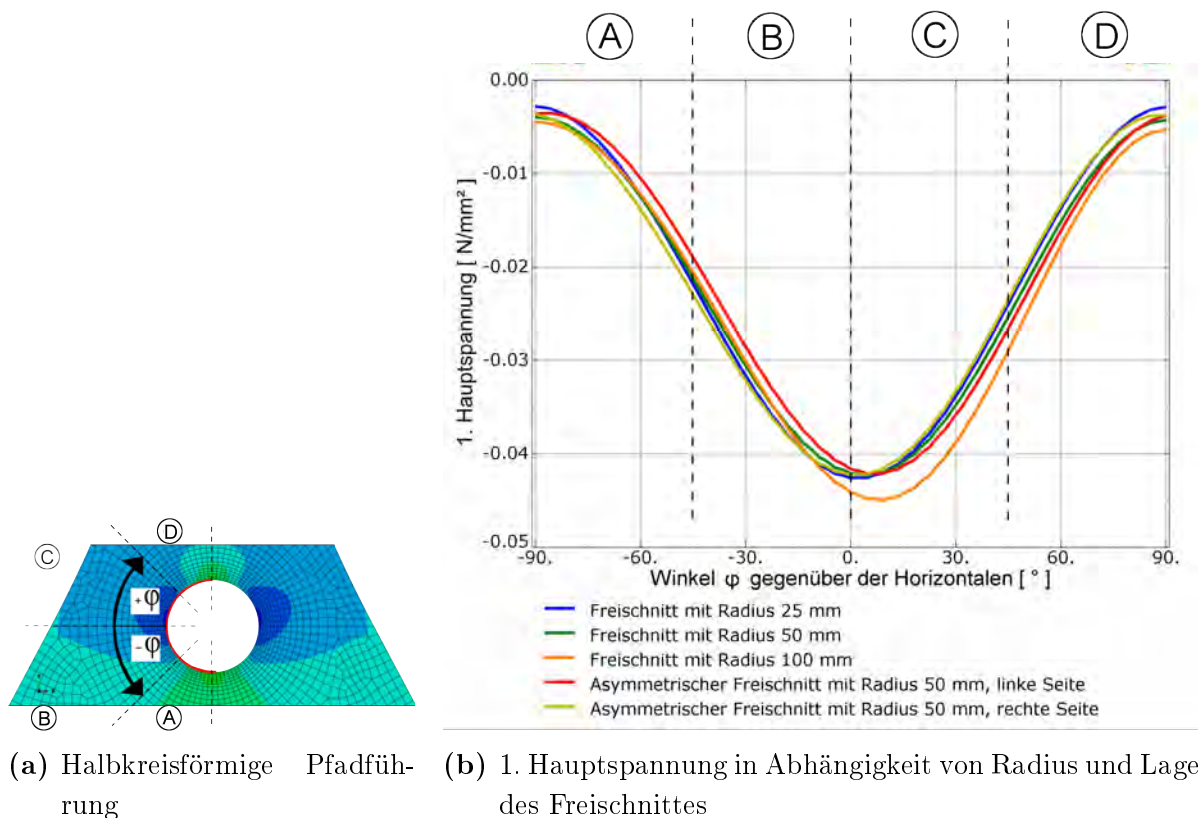 A B C D
0.00
-0.01
-0.02
-0.03
-0.04
-0.05
1. Hauptspannung [ N/mm² ]
-90. -60. -30. 0. 30. 60. 90.
Winkel φ gegenüber der Horizontalen [ ° ]
Freischnitt mit Radius 25 mm
Freischnitt mit Radius 50 mm
Freischnitt mit Radius 100 mm
Asymmetrischer Freischnitt mit Radius 50 mm, linke Seite
Asymmetrischer Freischnitt mit Radius 50 mm, rechte Seite
D
C
+φ
-φ
B A
(a) Halbkreisförmige Pfadfüh-
rung
(b) 1. Hauptspannung in Abhängigkeit von Radius und Lage
des Freischnittes